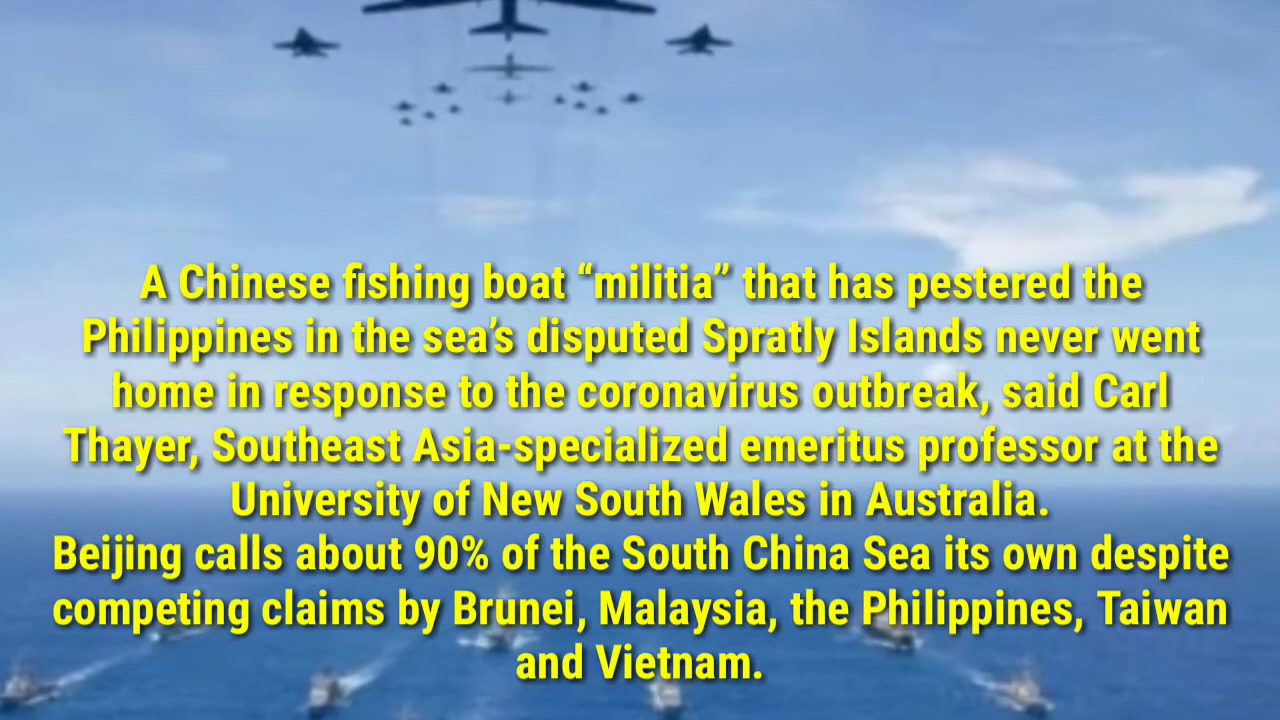 A Chinese fishing boat “militia” that has pestered the
Philippines in the sea’s disputed Spratly Islands never went
home in response to the coronavirus outbreak, said Carl
Thayer, Southeast Asia-specialized emeritus professor at the
University of New South Wales in Australia.
Beijing calls about 90% of the South China Sea its own despite
competing claims by Brunei, Malaysia, the Philippines, Taiwan
and Vietnam.